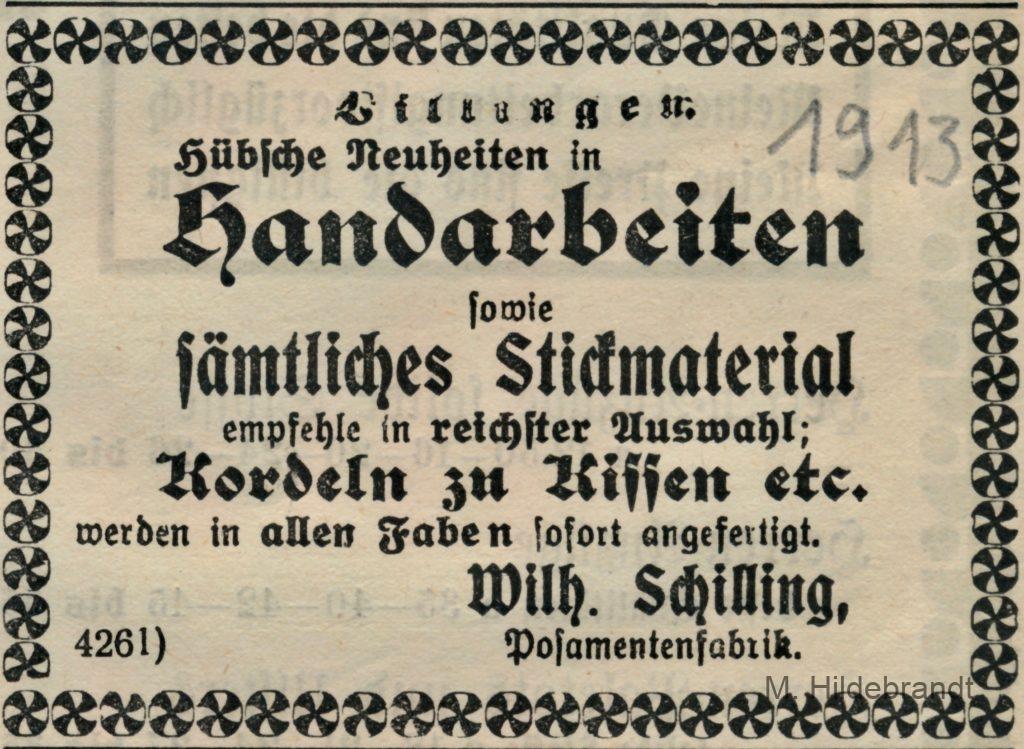 Villingen.
1913
Hübsche Neuheiten in
Handarbeiten
sowie
sämtliches Stickmaterial
empfehle in reichster Auswahl;
Kordeln zu Kissen etc.
werden in allen Faben sofort angefertigt.
Wilh. Schilling,
4261) Posamentenfabrik.
M. Hildebrandt